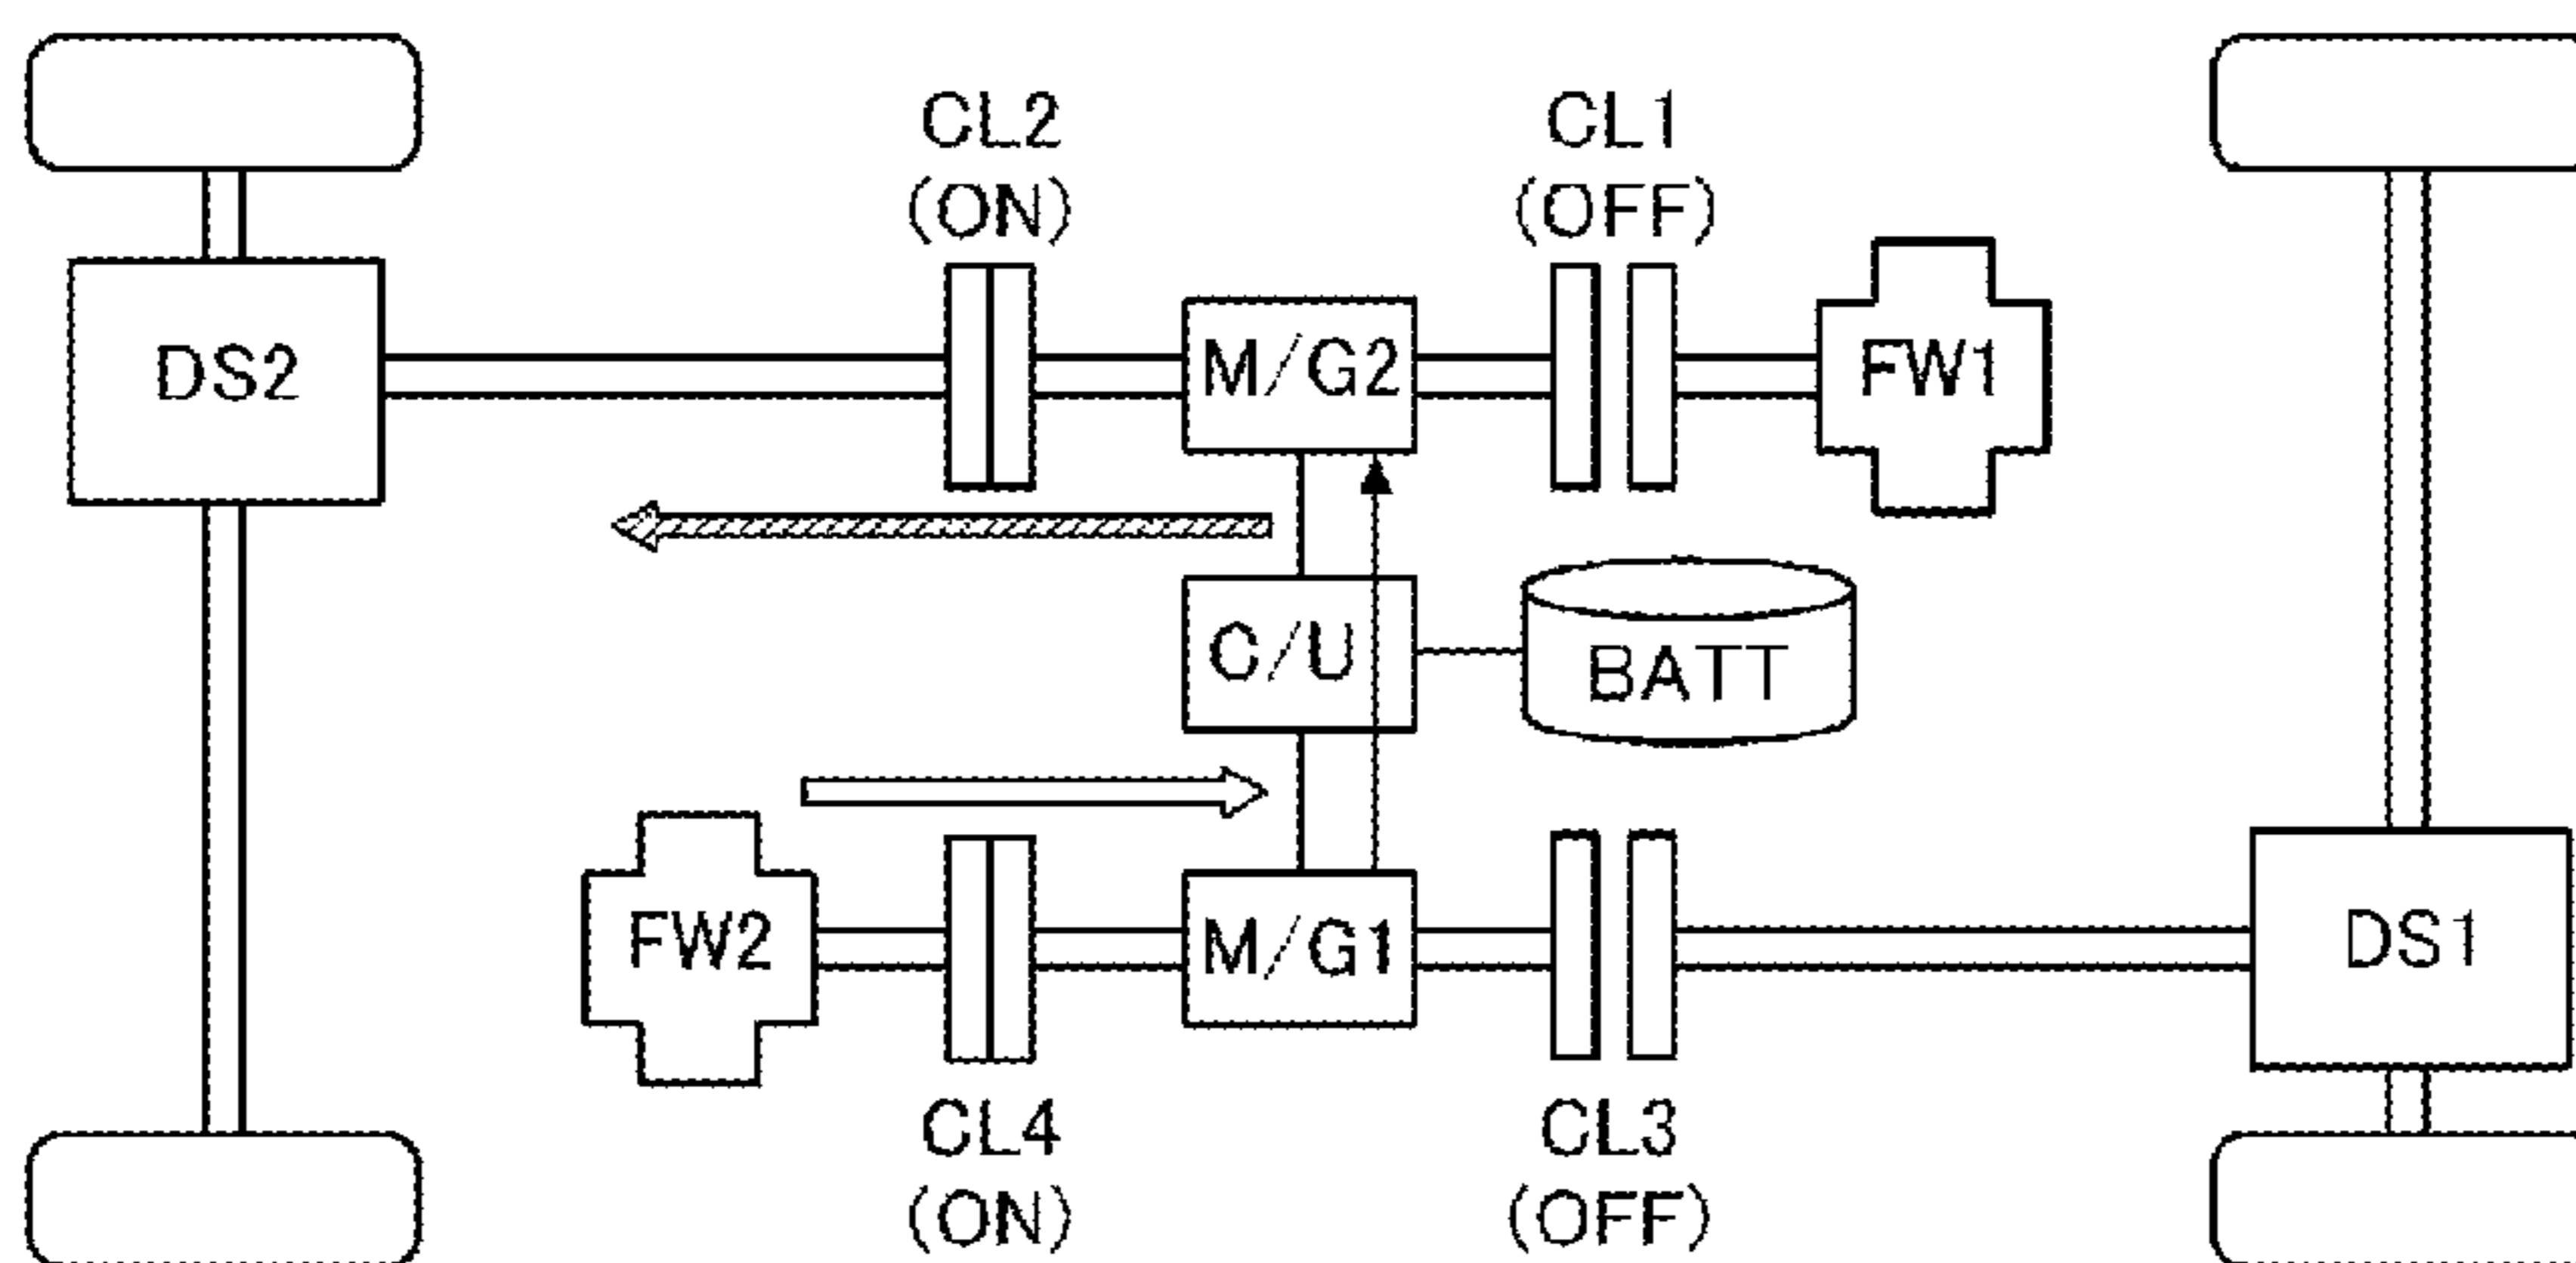 CL2
(ON)
CL1
(OFF)
DS2
M/G2
FW1
C/U
BATT
FW2
M/G1
DS1
CL4
(ON)
CL3
(OFF)